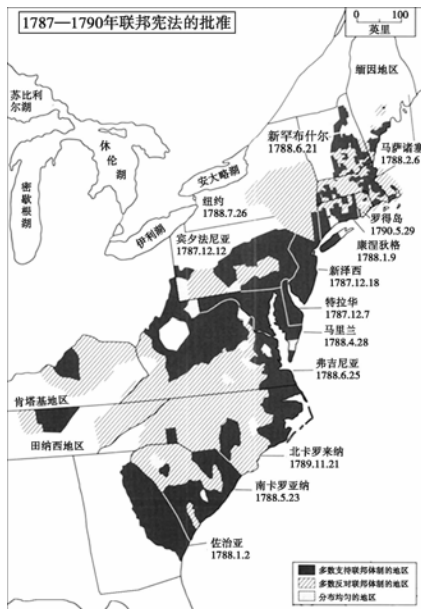 1787—1790年联邦宪法的批准
0 100
英里
缅因地区
苏比利
尔湖
休伦湖
密歇根湖
安大略湖
伊利湖
新罕布什尔
1788.6.21
马萨诸塞
1788.2.6
纽约
1788.7.26
罗得岛
1790.5.29
康涅狄格
1788.1.9
宾夕法尼亚
1787.12.12
新泽西
1787.12.18
特拉华
1787.12.7
马里兰
1788.4.28
弗吉尼亚
1788.6.25
肯塔基地区
田纳西地区
北卡罗来纳
1789.11.21
南卡罗亚纳
1788.5.23
佐治亚
1788.1.2
多数支持联邦体制的地区
多数反对联邦体制的地区
分布均匀的地区